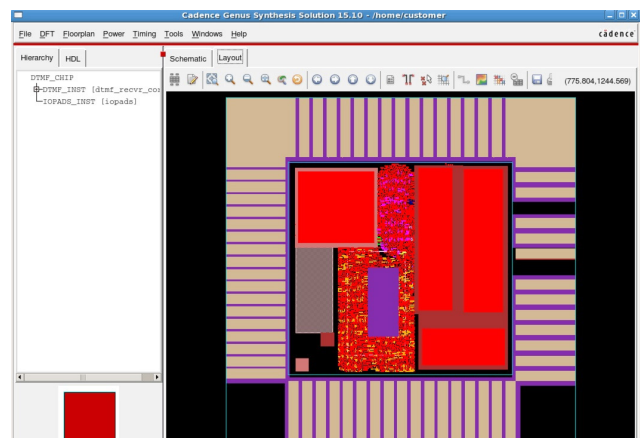 Cadence Genus Synthesis Solution 15.10 - /home/customer
File DFT Floorplan Power Timing Tools Windows Help
cādence
Hierarchy HDL
Schematic Layout
(775.804,1244.569)
DTMF_CHIP
DTMF_INST [dtmf_recvr_cor
IOPADS_INST [iopads]